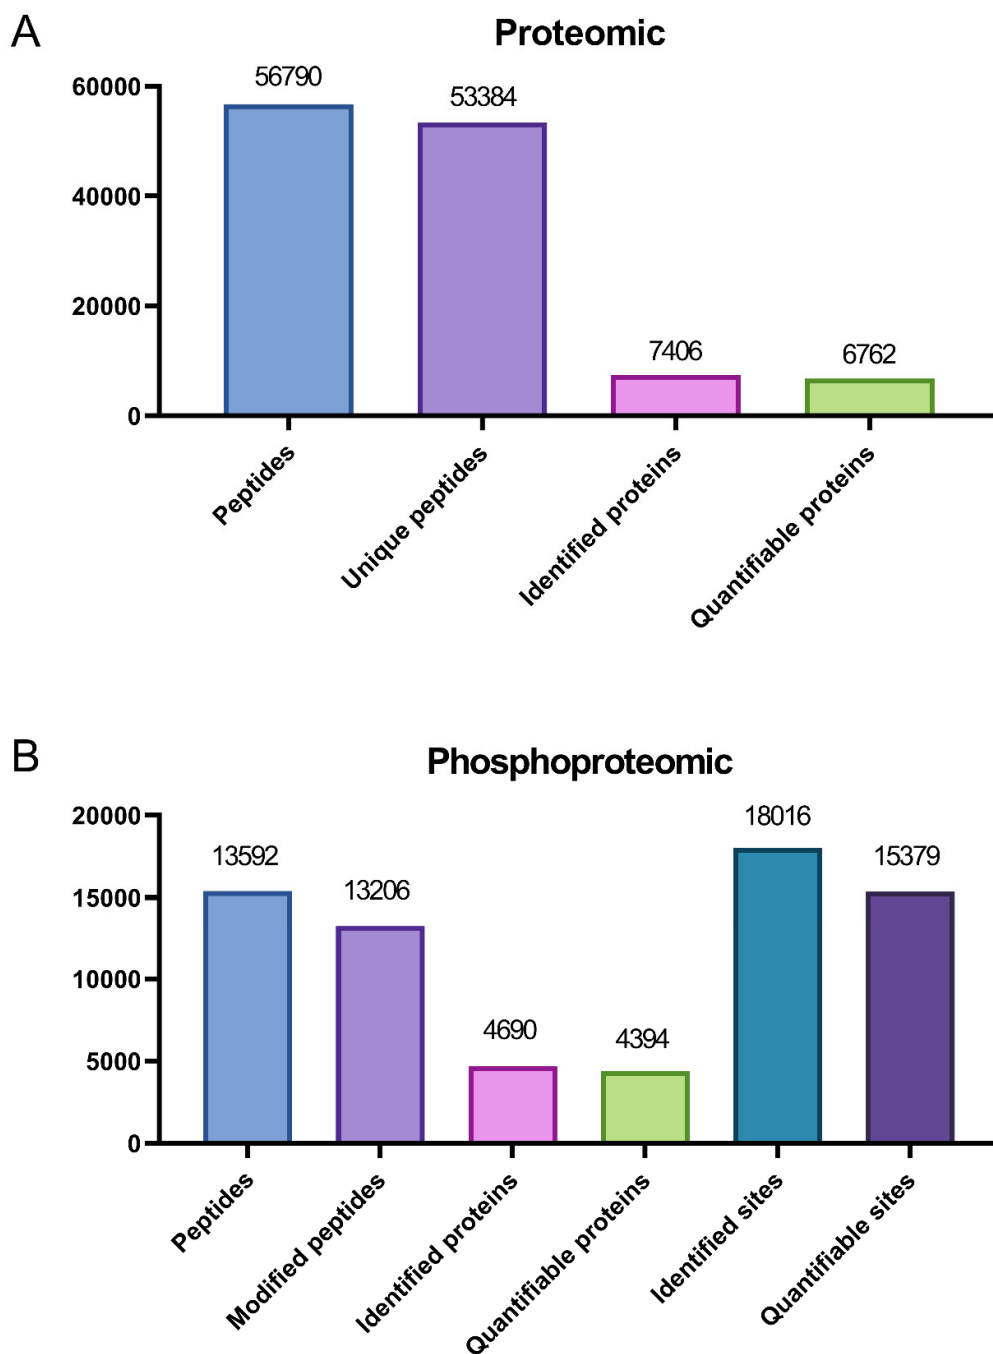 A
Proteomic
60000
40000
20000
0
56790
53384
7406
6762
Peptides
Unique peptides
Identified proteins
Quantifiable proteins
B
Phosphoproteomic
20000
15000
10000
5000
0
13592
13206
4690
4394
18016
15379
Peptides
Modified peptides
Identified proteins
Quantifiable proteins
Identified sites
Quantifiable sites